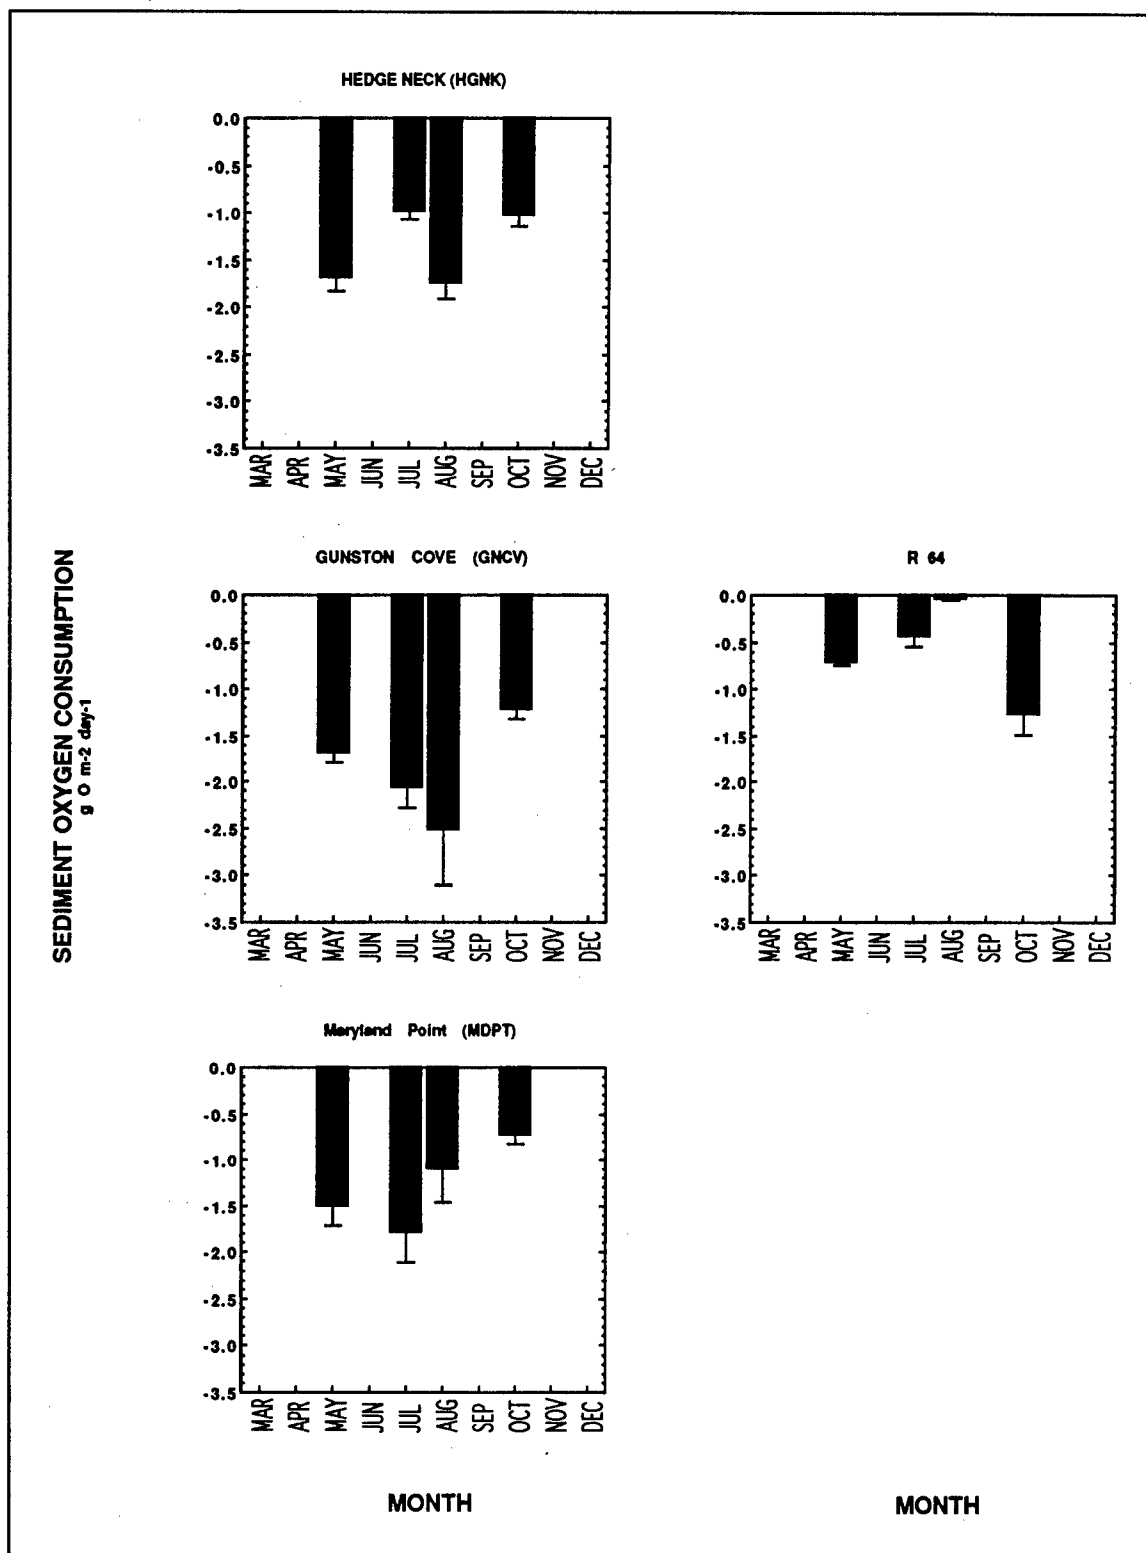 HEDGE NECK (HGNK)
0.0
-0.5
-1.0
-1.5
-2.0
-2.5
-3.0
-3.5
MAR APR MAY JUN JUL AUG SEP OCT NOV DEC
SEDIMENT OXYGEN CONSUMPTION
g O m-2 day-1
GUNSTON COVE (GNCV)
0.0
-0.5
-1.0
-1.5
-2.0
-2.5
-3.0
-3.5
MAR APR MAY JUN JUL AUG SEP OCT NOV DEC
R 64
0.0
-0.5
-1.0
-1.5
-2.0
-2.5
-3.0
-3.5
MAR APR MAY JUN JUL AUG SEP OCT NOV DEC
Maryland Point (MDPT)
0.0
-0.5
-1.0
-1.5
-2.0
-2.5
-3.0
-3.5
MAR APR MAY JUN JUL AUG SEP OCT NOV DEC
MONTH
MONTH